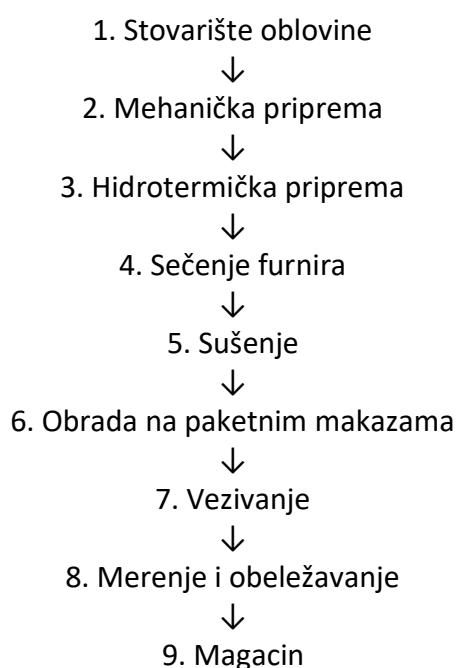 1. Stovarište oblovine
↓
2. Mehanička priprema
↓
3. Hidrotermička priprema
↓
4. Sečenje furnira
↓
5. Sušenje
↓
6. Obrada na paketnim makazama
↓
7. Vezivanje
↓
8. Merenje i obeležavanje
↓
9. Magacin